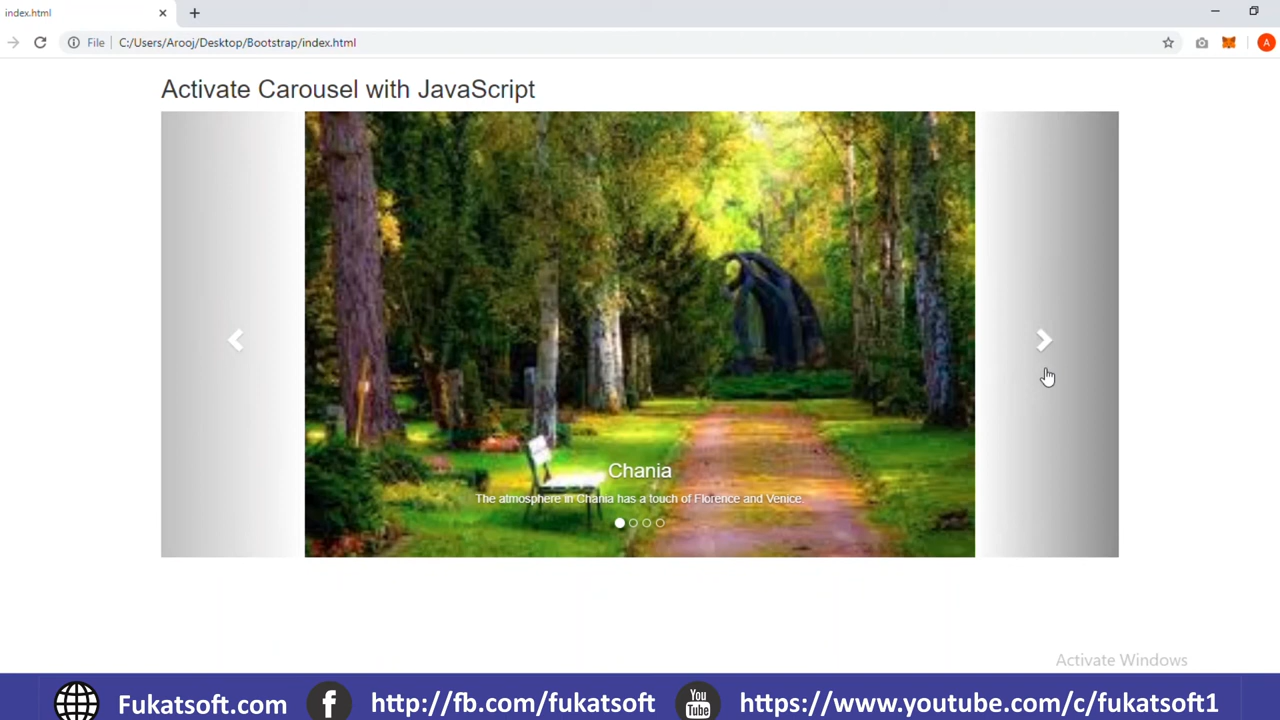 index.html
File
C:/Users/Arooj/Desktop/Bootstrap/index.html
A
Activate Carousel with JavaScript
Chania
The atmosphere in Chania has a touch of Florence and Venice.
Activate Windows
Fukatsoft.com
http://fb.com/fukatsoft
You Tube
https://www.youtube.com/c/fukatsoft1